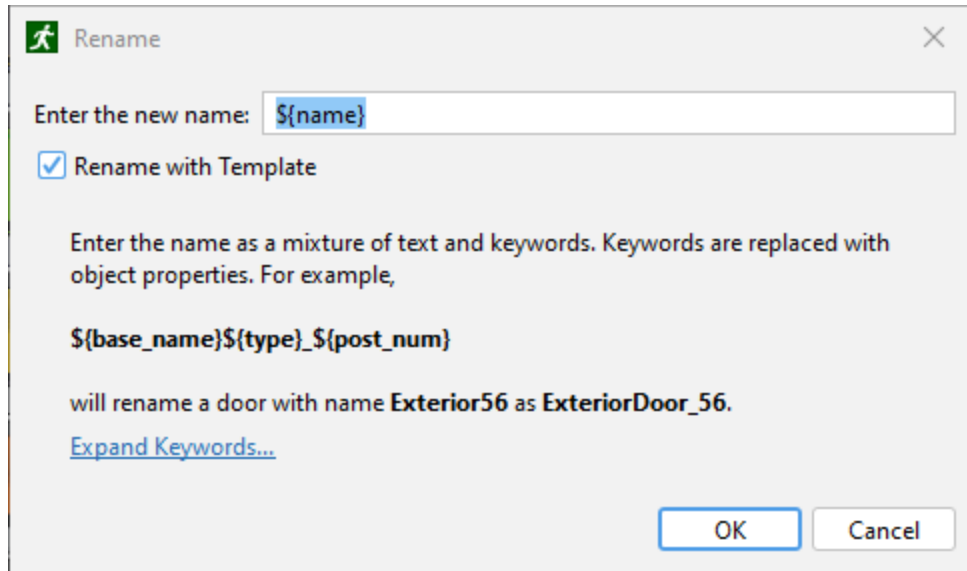 Rename
Enter the new name: ${name}
Rename with Template
Enter the name as a mixture of text and keywords. Keywords are replaced with
object properties. For example,
${base_name}${type}_${post_num}
will rename a door with name Exterior56 as ExteriorDoor_56.
Expand Keywords...
OK Cancel